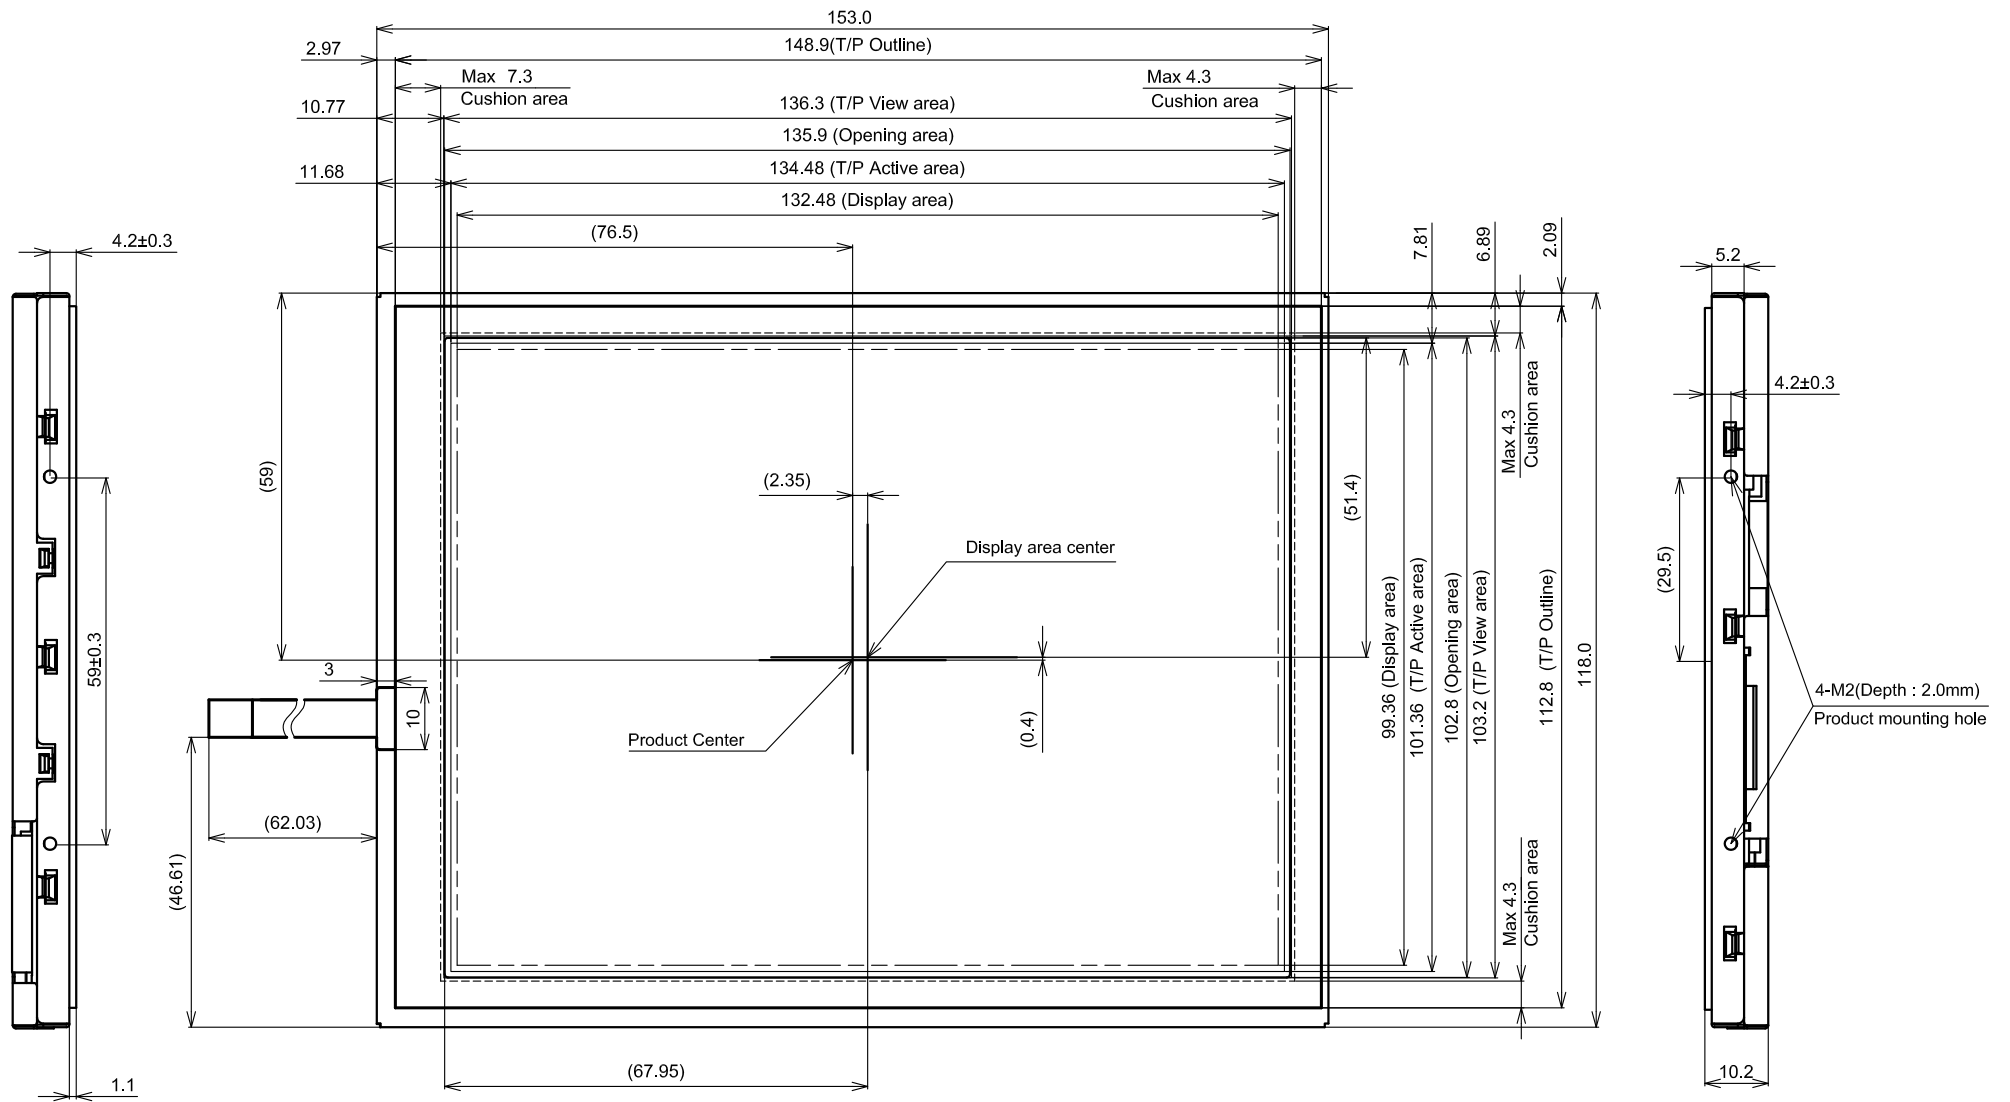 153.0
2.97
148.9(T/P Outline)
Max 7.3
Cushion area
Max 4.3
Cushion area
10.77
136.3 (T/P View area)
135.9 (Opening area)
11.68
134.48 (T/P Active area)
132.48 (Display area)
(76.5)
7.81
6.89
2.09
4.2±0.3
5.2
Max 4.3
Cushion area
4.2±0.3
(59)
(2.35)
(51.4)
Display area center
(29.5)
59±0.3
3
10
99.36 (Display area)
101.36 (T/P Active area)
102.8 (Opening area)
103.2 (T/P View area)
112.8 (T/P Outline)
118.0
4-M2(Depth : 2.0mm)
Product mounting hole
Product Center
(0.4)
(62.03)
(46.61)
Max 4.3
Cushion area
(67.95)
1.1
10.2